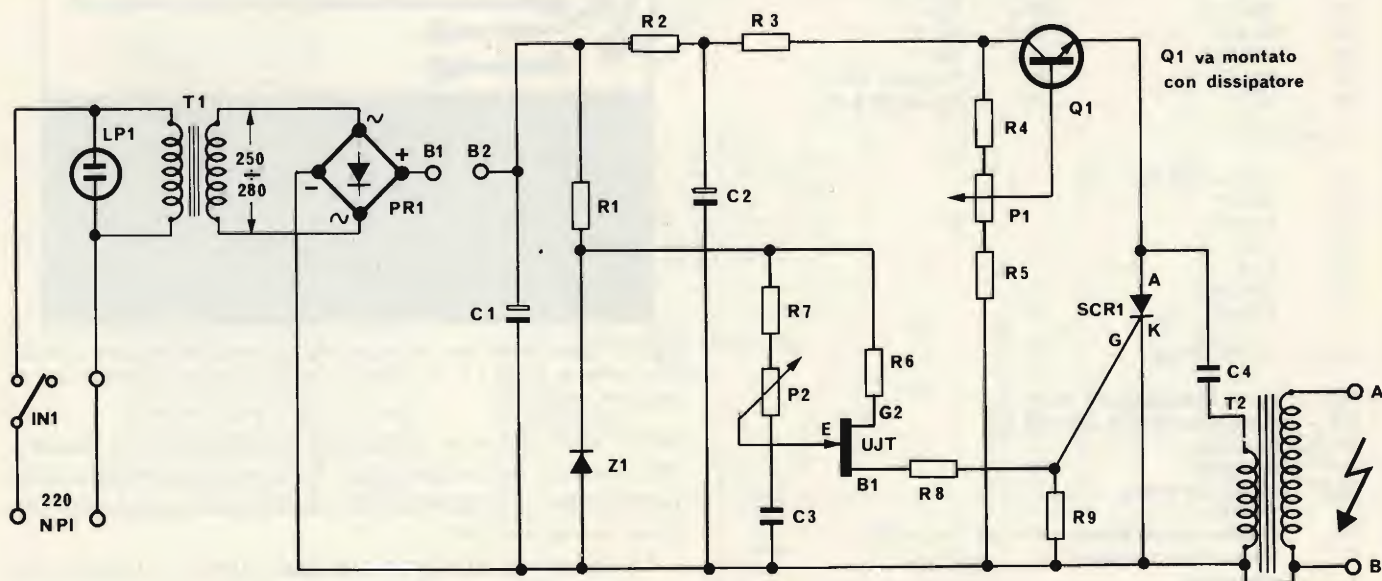 R2
R3
Q1 va montato
con dissipatore
T1
Q1
LP1
R4
250
÷
280
~
+
B1
B2
-
PR1
~
R1
C2
P1
R5
A
SCR1
K
G
C1
R7
R6
C4
P2
G2
T2
A
IN1
E
UJT
Z1
B1
R8
220
NPI
C3
R9
B